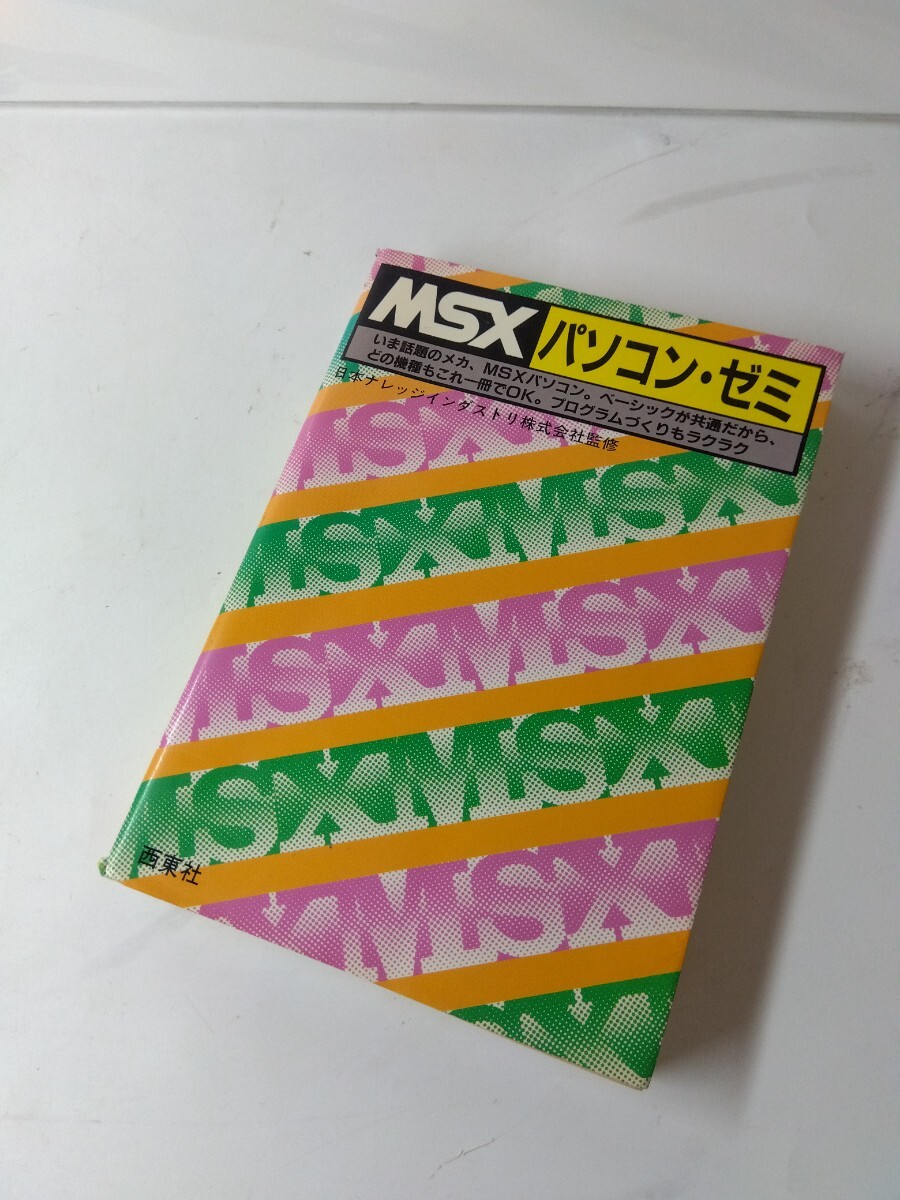 MSX パソコン・ゼミ
いま話題のメカ、MSXパソコン。ベーシックが共通だから、
どの機種もこれ一冊でOK。プログラムづくりもラクラク
日本ナレッジインダストリ株式会社監修
MSX
MSXMSX
MSXMSX
MSXMSX
XMSX
西東社